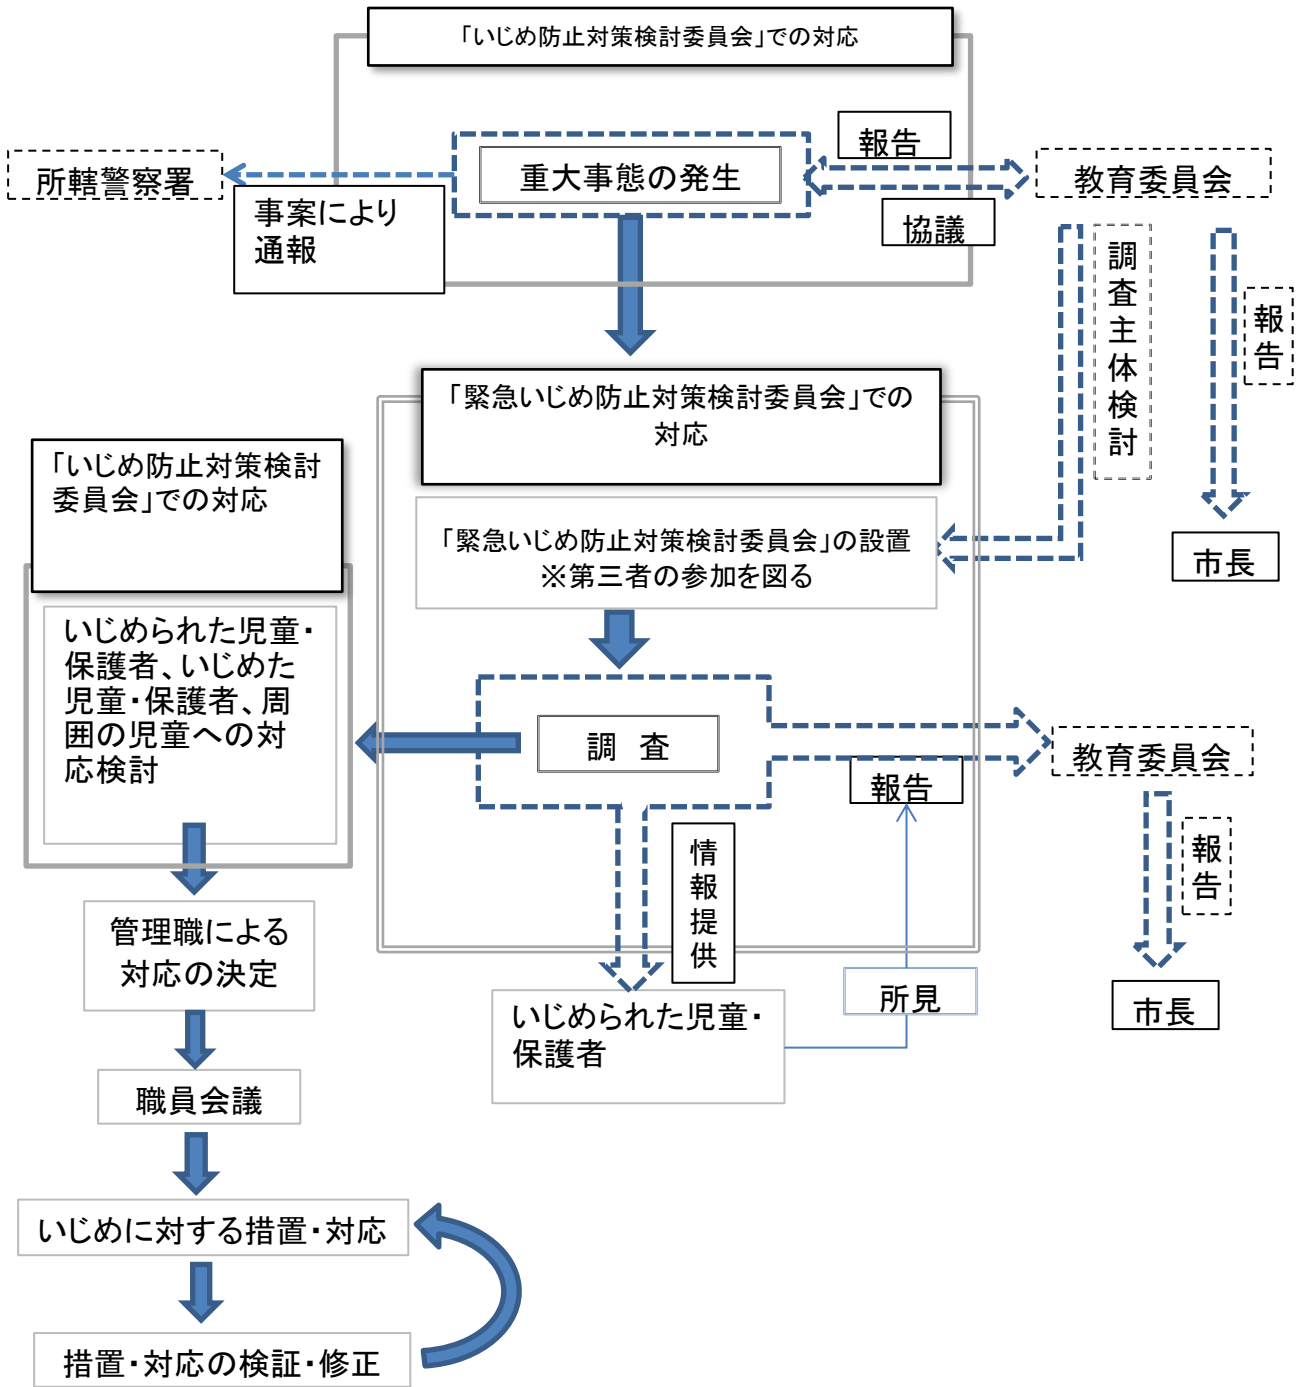 「いじめ防止対策検討委員会」での対応
報告
重大事態の発生
所轄警察署
教育委員会
事案により
通報
協議
調査主体検討
報告
「緊急いじめ防止対策検討委員会」での
対応
「いじめ防止対策検討
委員会」での対応
「緊急いじめ防止対策検討委員会」の設置
※第三者の参加を図る
市長
いじめられた児童・
保護者、いじめた
児童・保護者、周
囲の児童への対
応検討
調 査
教育委員会
報告
情報提供
報告
管理職による
対応の決定
いじめられた児童・
保護者
所見
市長
職員会議
いじめに対する措置・対応
措置・対応の検証・修正